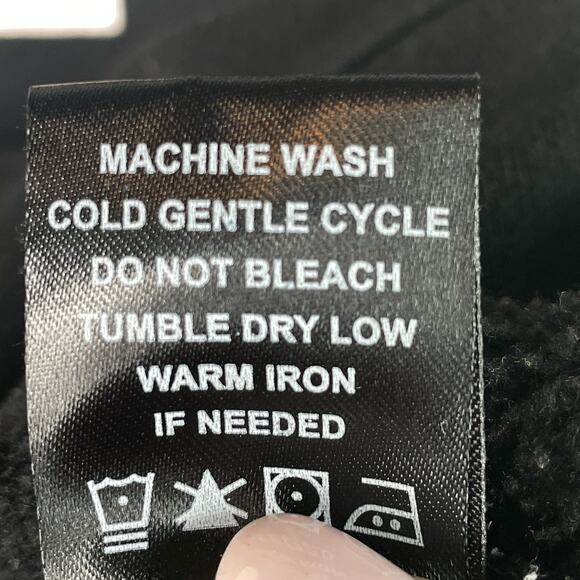 MACHINE WASH
COLD GENTLE CYCLE
DO NOT BLEACH
TUMBLE DRY LOW
WARM IRON
IF NEEDED